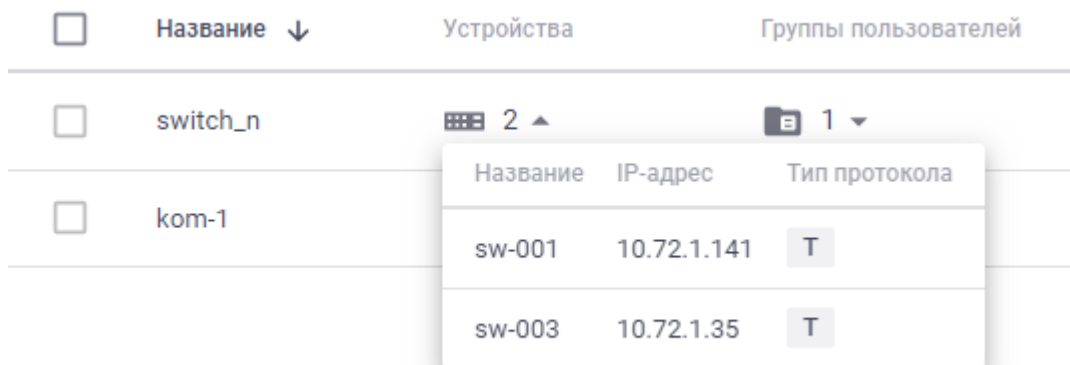 Название ↓ Устройства Группы пользователей
switch_n 2 1
Название IP-адрес Тип протокола
kom-1
sw-001 10.72.1.141 T
sw-003 10.72.1.35 T